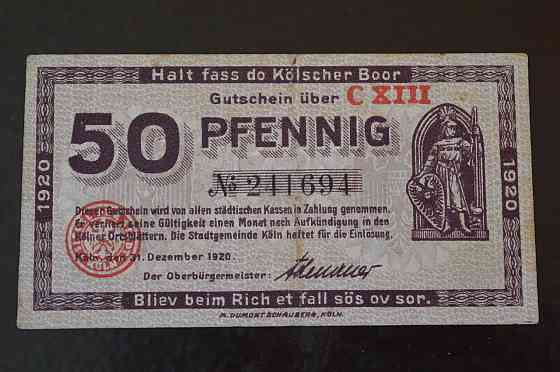 Halt fass do Kölscher Boor
Gutschein über C XIII
50 PFENNIG
1920
1920
№ 241694
Dieser Gutschein wird von allen städtischen Kassen in Zahlung genommen.
Er verliert seine Gültigkeit einen Monat nach Aufkündigung in den
Kölner Ortsblättern. Die Stadtgemeinde Köln haftet für die Einlösung.
Köln, den 31. Dezember 1920.
Der Oberbürgermeister:
Bliev beim Rich et fall sös ov sor.
M. DUMONT SCHAUBERG, KÖLN.